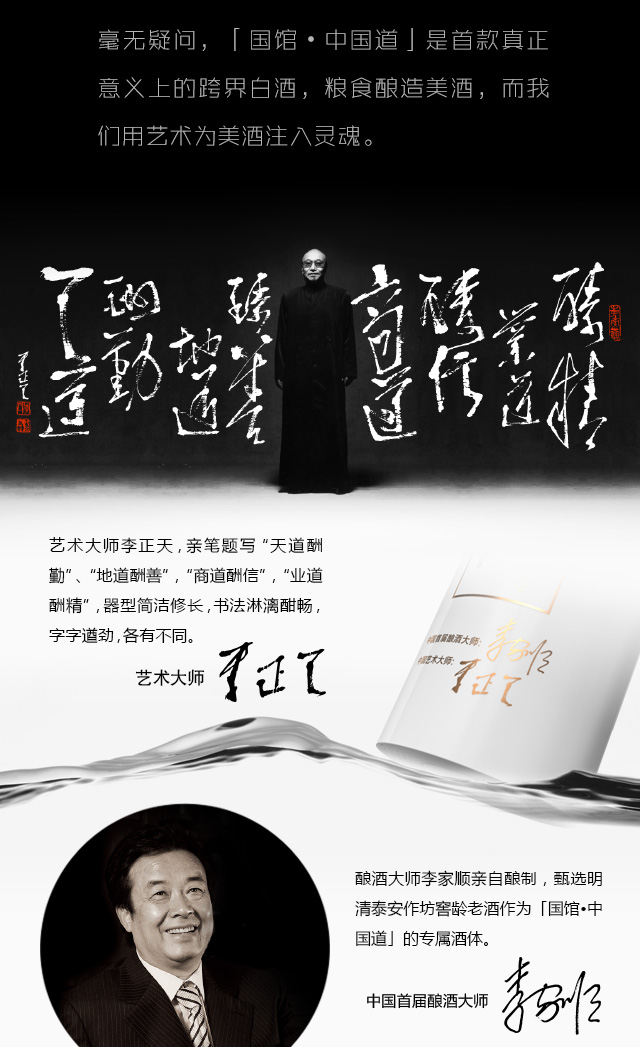 毫无疑问，「国馆•中国道」是首款真正
意义上的跨界白酒，粮食酿造美酒，而我
们用艺术为美酒注入灵魂。
业道
酬精
商道
酬信
地道
酬善
天道
酬勤
李正天
艺术大师李正天，亲笔题写“天道酬
勤”、“地道酬善”，“商道酬信”，“业道
酬精”，器型简洁修长，书法淋漓酣畅，
字字遒劲，各有不同。
艺术大师 李正天
中国首届酿酒大师：李家顺
中国艺术大师：李正天
酿酒大师李家顺亲自酿制，甄选明
清泰安作坊窖龄老酒作为「国馆•中
国道」的专属酒体。
中国首届酿酒大师 李家顺